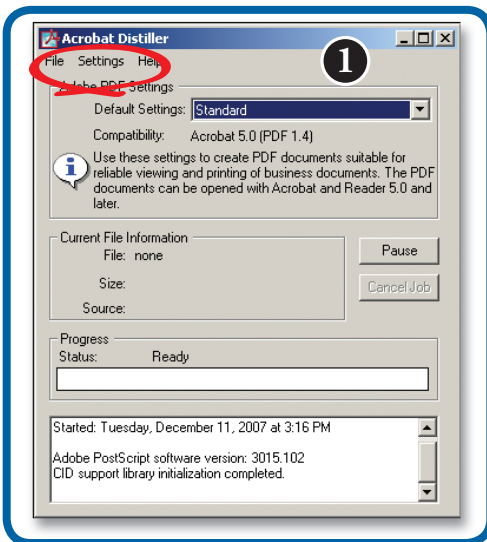 Acrobat Distiller
1
File Settings Help
Adobe PDF Settings
Default Settings: Standard
Compatibility: Acrobat 5.0 (PDF 1.4)
Use these settings to create PDF documents suitable for
reliable viewing and printing of business documents. The PDF
documents can be opened with Acrobat and Reader 5.0 and
later.
Current File Information
File: none
Pause
Size:
Cancel Job
Source:
Progress
Status: Ready
Started: Tuesday, December 11, 2007 at 3:16 PM
Adobe PostScript software version: 3015.102
CID support library initialization completed.